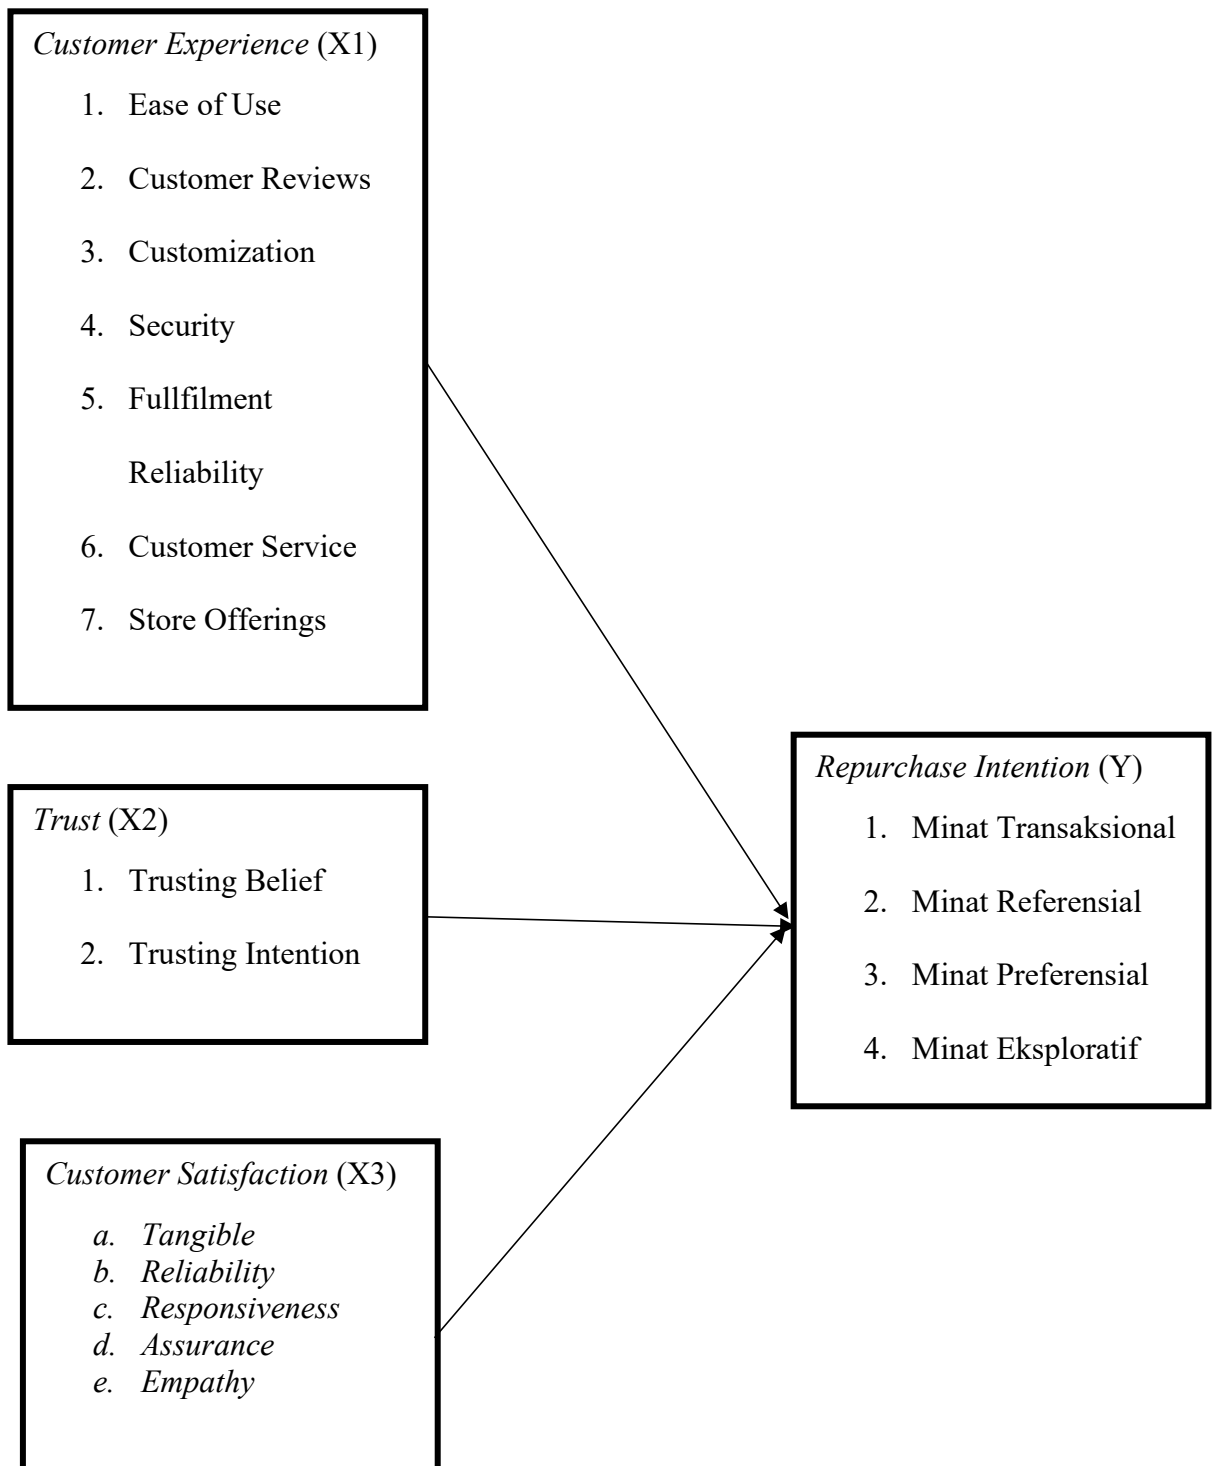 Customer Experience (X1)
1. Ease of Use
2. Customer Reviews
3. Customization
4. Security
5. Fullfilment
Reliability
6. Customer Service
7. Store Offerings
Trust (X2)
1. Trusting Belief
2. Trusting Intention
Customer Satisfaction (X3)
a. Tangible
b. Reliability
c. Responsiveness
d. Assurance
e. Empathy
Repurchase Intention (Y)
1. Minat Transaksional
2. Minat Referensial
3. Minat Preferensial
4. Minat Eksploratif